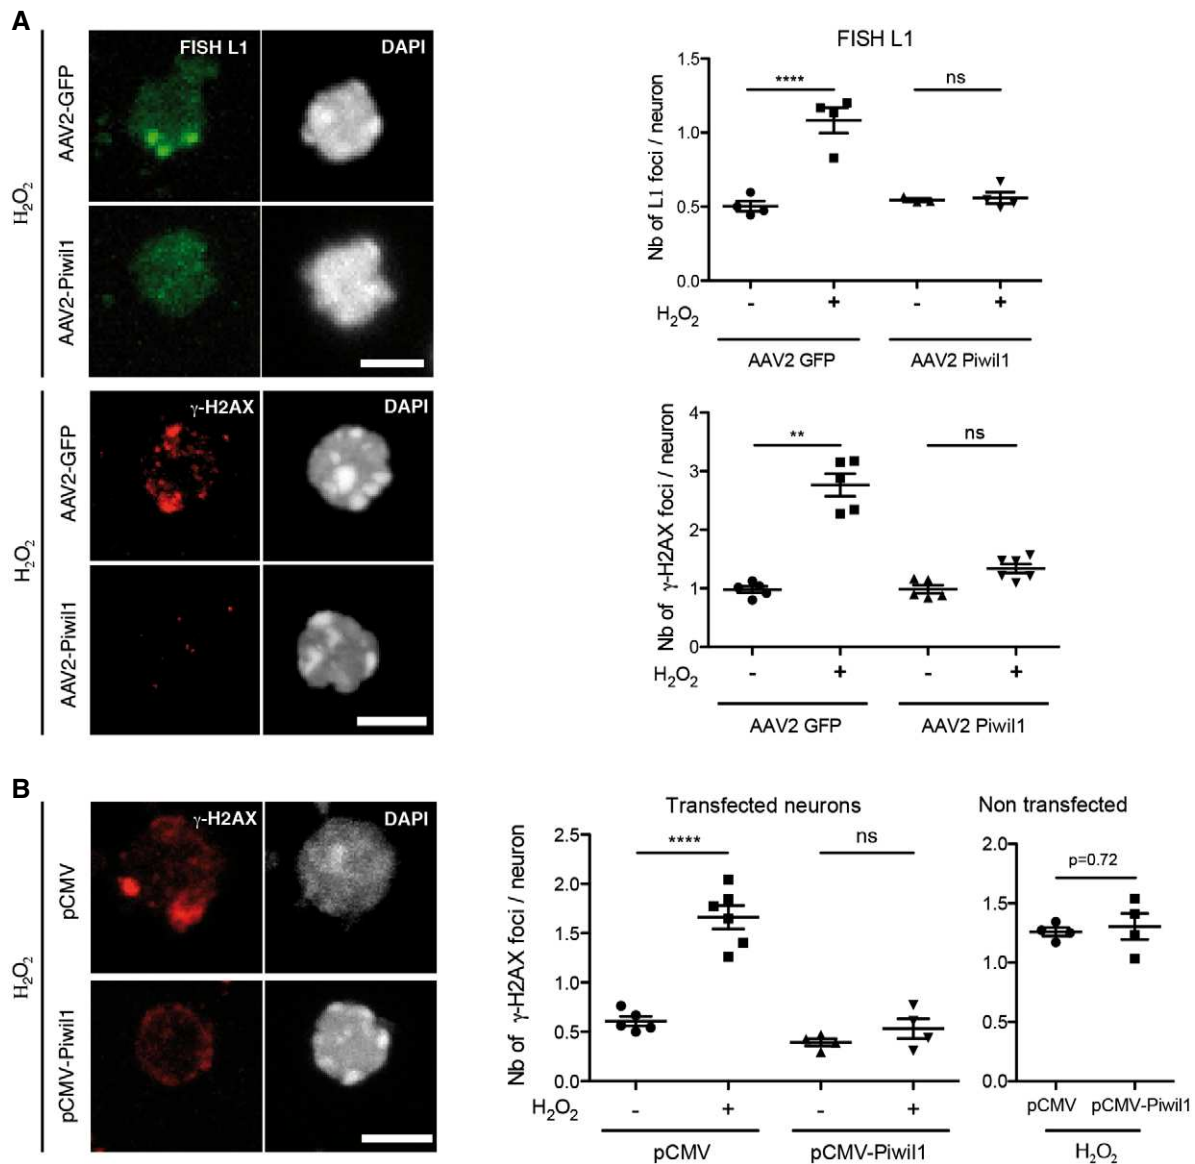 A
FISH L1
DAPI
H2O2
AAV2-GFP
AAV2-Piwil1
γ-H2AX
DAPI
H2O2
AAV2-GFP
AAV2-Piwil1
FISH L1
Nb of L1 foci / neuron
1.5
1.0
0.5
0.0
****
ns
H2O2
- + - +
AAV2 GFP
AAV2 Piwil1
Nb of γ-H2AX foci / neuron
4
3
2
1
0
**
ns
H2O2
- + - +
AAV2 GFP
AAV2 Piwil1
B
γ-H2AX
DAPI
H2O2
pCMV
pCMV-Piwil1
Transfected neurons
Nb of γ-H2AX foci / neuron
2.5
2.0
1.5
1.0
0.5
0.0
****
ns
H2O2
- + - +
pCMV
pCMV-Piwil1
Non transfected
2.0
1.5
1.0
0.5
0.0
p=0.72
pCMV pCMV-Piwil1
H2O2